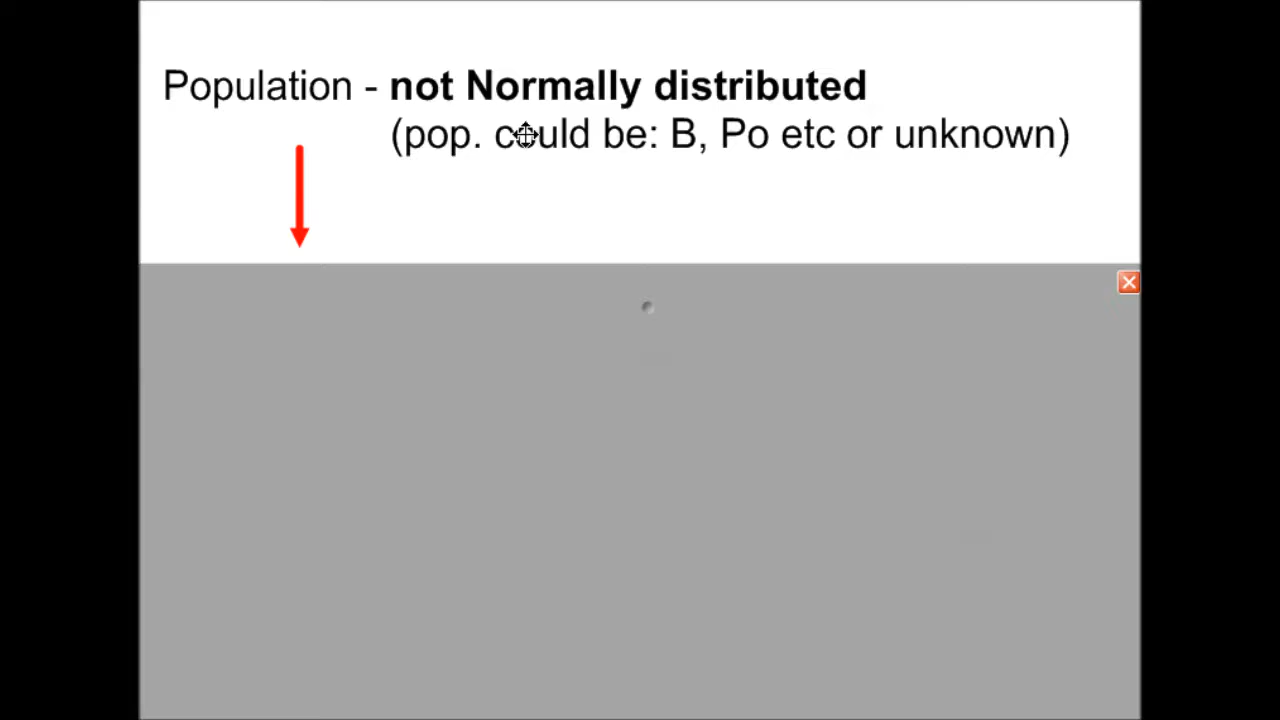 Population - not Normally distributed
(pop. could be: B, Po etc or unknown)